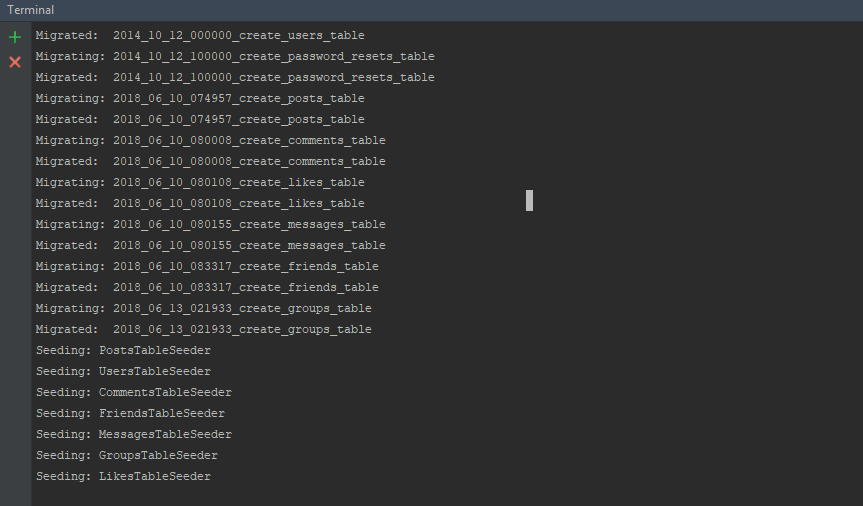 Terminal
Migrated:  2014_10_12_000000_create_users_table
Migrating: 2014_10_12_100000_create_password_resets_table
Migrated:  2014_10_12_100000_create_password_resets_table
Migrating: 2018_06_10_074957_create_posts_table
Migrated:  2018_06_10_074957_create_posts_table
Migrating: 2018_06_10_080008_create_comments_table
Migrated:  2018_06_10_080008_create_comments_table
Migrating: 2018_06_10_080108_create_likes_table
Migrated:  2018_06_10_080108_create_likes_table
Migrating: 2018_06_10_080155_create_messages_table
Migrated:  2018_06_10_080155_create_messages_table
Migrating: 2018_06_10_083317_create_friends_table
Migrated:  2018_06_10_083317_create_friends_table
Migrating: 2018_06_13_021933_create_groups_table
Migrated:  2018_06_13_021933_create_groups_table
Seeding: PostsTableSeeder
Seeding: UsersTableSeeder
Seeding: CommentsTableSeeder
Seeding: FriendsTableSeeder
Seeding: MessagesTableSeeder
Seeding: GroupsTableSeeder
Seeding: LikesTableSeeder